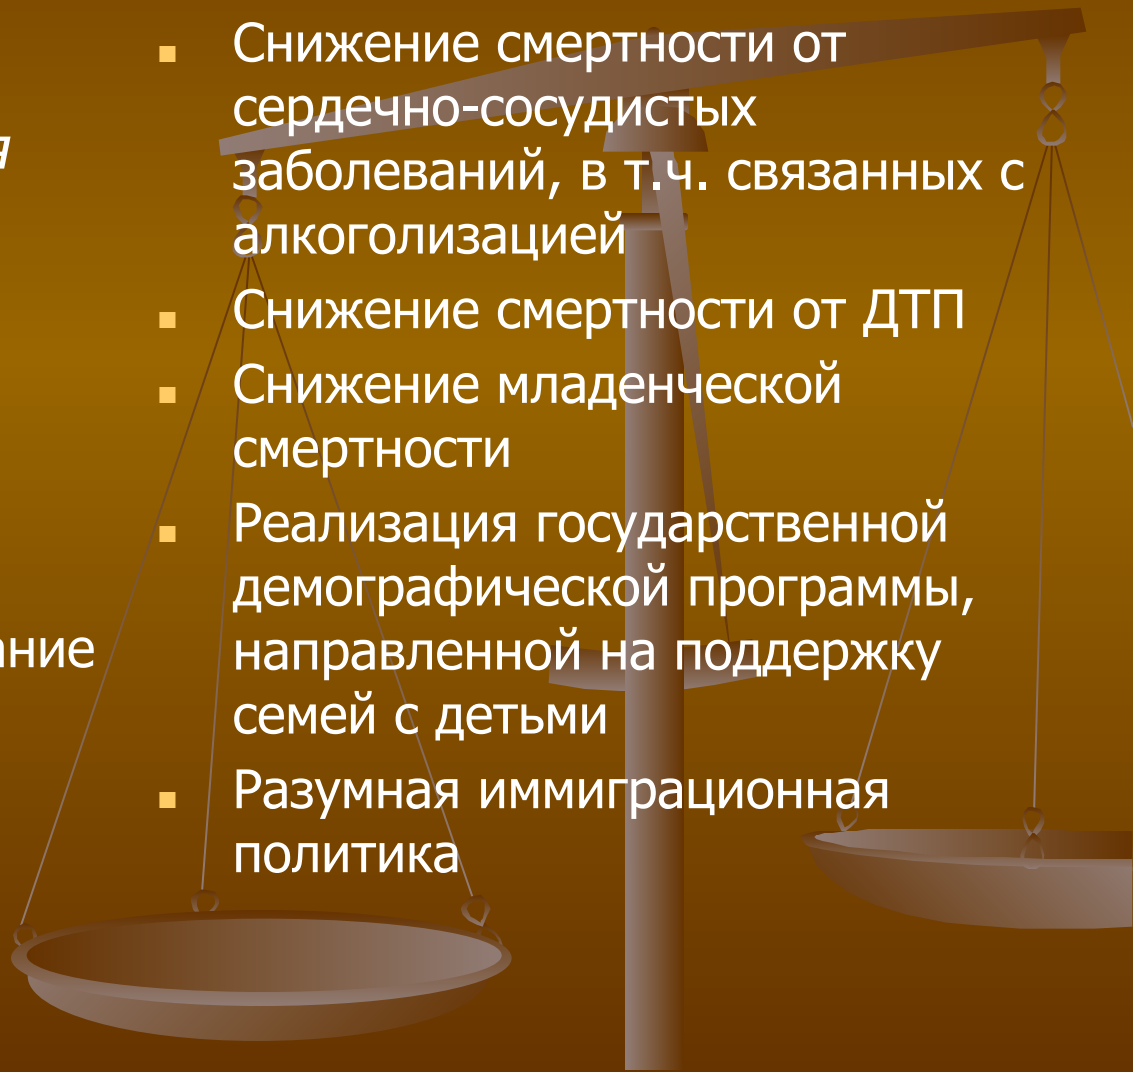 Снижение смертности от
сердечно-сосудистых
заболеваний, в т.ч. связанных с
алкоголизацией
Снижение смертности от ДТП
Снижение младенческой
смертности
Реализация государственной
демографической программы,
направленной на поддержку
семей с детьми
Разумная иммиграционная
политика